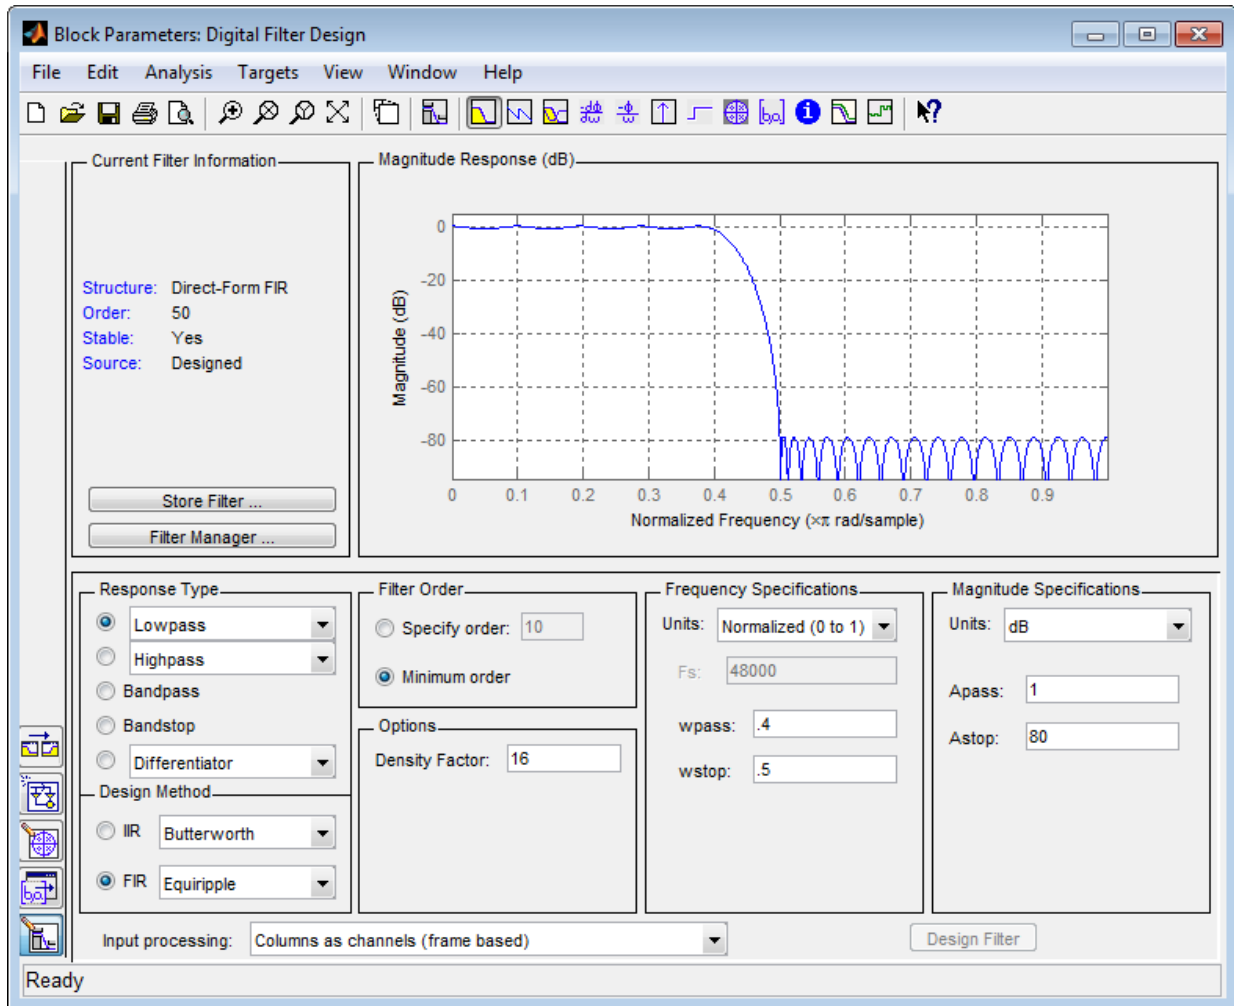 Block Parameters: Digital Filter Design
File Edit Analysis Targets View Window Help
Current Filter Information
Structure: Direct-Form FIR
Order: 50
Stable: Yes
Source: Designed
Store Filter ...
Filter Manager ...
Magnitude Response (dB)
Magnitude (dB)
0
-20
-40
-60
-80
0 0.1 0.2 0.3 0.4 0.5 0.6 0.7 0.8 0.9
Normalized Frequency (×π rad/sample)
Response Type
Lowpass
Highpass
Bandpass
Bandstop
Differentiator
Design Method
IIR Butterworth
FIR Equiripple
Filter Order
Specify order: 10
Minimum order
Options
Density Factor: 16
Frequency Specifications
Units: Normalized (0 to 1)
Fs: 48000
wpass: .4
wstop: .5
Magnitude Specifications
Units: dB
Apass: 1
Astop: 80
Input processing: Columns as channels (frame based)
Design Filter
Ready